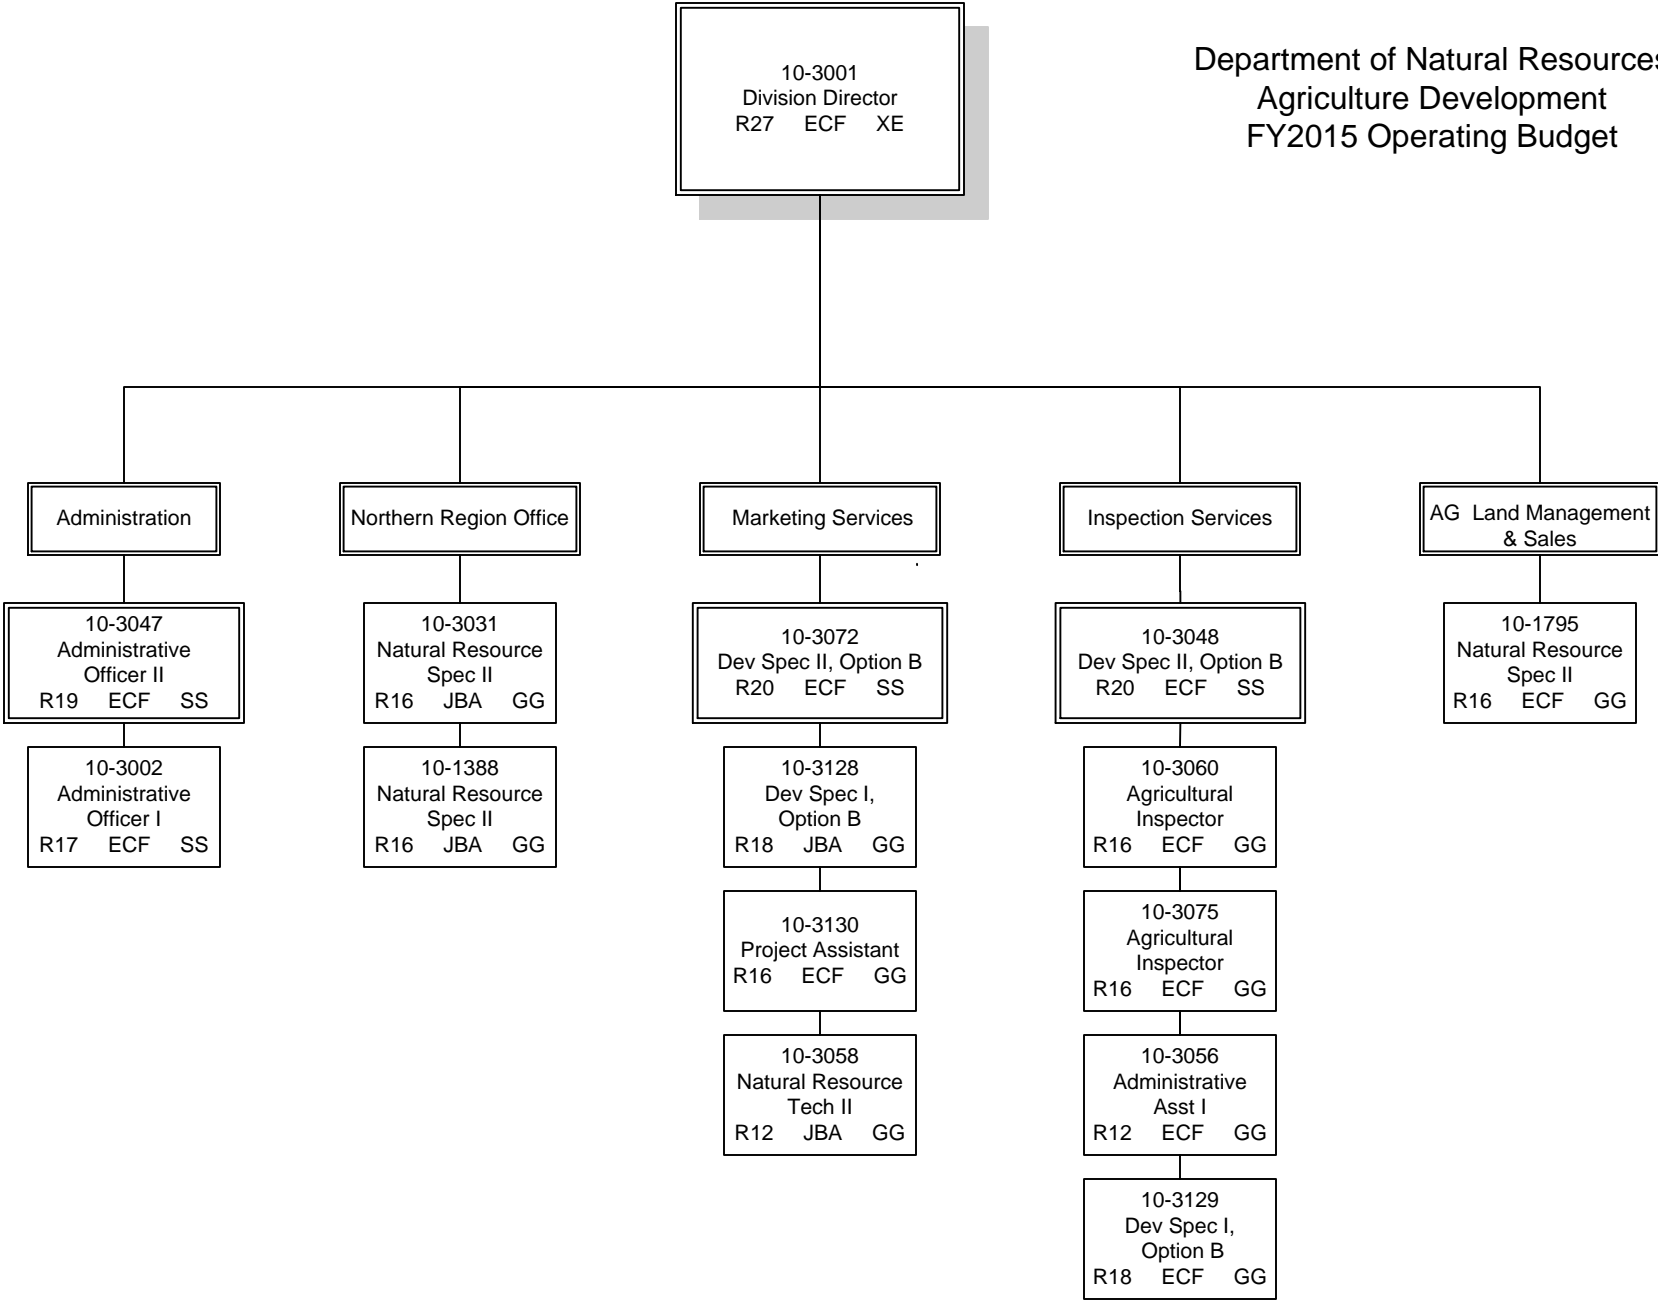 10-3001
Division Director
R27 ECF XE
Department of Natural Resources
Agriculture Development
FY2015 Operating Budget
Administration
Northern Region Office
Marketing Services
Inspection Services
AG Land Management
& Sales
10-3047
Administrative
Officer II
R19 ECF SS
10-3002
Administrative
Officer I
R17 ECF SS
10-3031
Natural Resource
Spec II
R16 JBA GG
10-1388
Natural Resource
Spec II
R16 JBA GG
10-3072
Dev Spec II, Option B
R20 ECF SS
10-3128
Dev Spec I,
Option B
R18 JBA GG
10-3130
Project Assistant
R16 ECF GG
10-3058
Natural Resource
Tech II
R12 JBA GG
10-3048
Dev Spec II, Option B
R20 ECF SS
10-3060
Agricultural
Inspector
R16 ECF GG
10-3075
Agricultural
Inspector
R16 ECF GG
10-3056
Administrative
Asst I
R12 ECF GG
10-3129
Dev Spec I,
Option B
R18 ECF GG
10-1795
Natural Resource
Spec II
R16 ECF GG